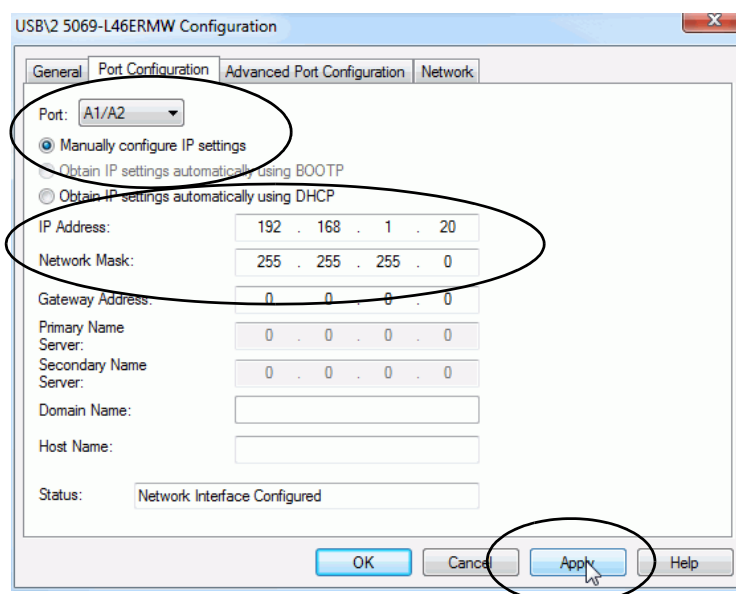 USB\2 5069-L46ERMW Configuration
General Port Configuration Advanced Port Configuration Network
Port: A1/A2
Manually configure IP settings
Obtain IP settings automatically using BOOTP
Obtain IP settings automatically using DHCP
IP Address: 192 . 168 . 1 . 20
Network Mask: 255 . 255 . 255 . 0
Gateway Address: 0 . 0 . 0 . 0
Primary Name
Server: 0 . 0 . 0 . 0
Secondary Name
Server: 0 . 0 . 0 . 0
Domain Name:
Host Name:
Status: Network Interface Configured
OK Cancel Apply Help